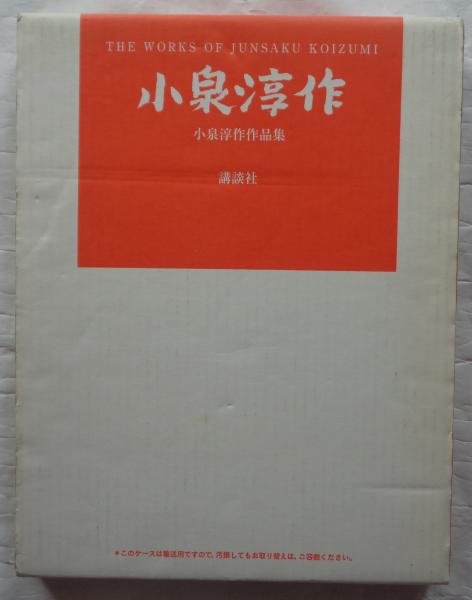 THE WORKS OF JUNSAKU KOIZUMI
小泉淳作
小泉淳作作品集
講談社
*このケースは輸送用ですので、汚損してもお取り替えは、ご容赦ください。